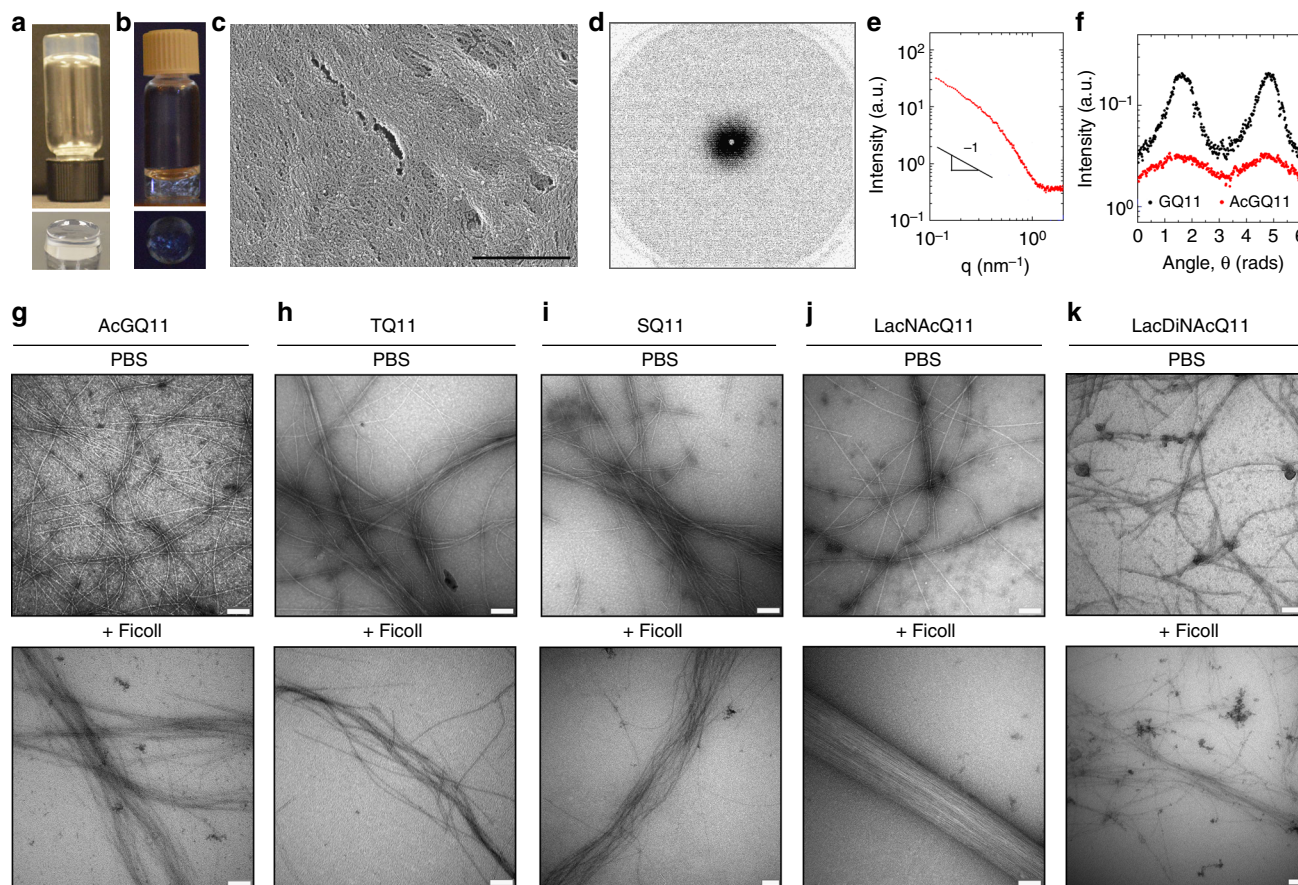 a
b
c
d
e
f
10²
10¹
10⁰
10⁻¹
Intensity (a.u.)
−1
10⁻¹
10⁰
q (nm⁻¹)
Intensity (a.u.)
10⁻¹
10⁰
GQ11
AcGQ11
0 1 2 3 4 5 6
Angle, θ (rads)
g
h
i
j
k
AcGQ11
TQ11
SQ11
LacNAcQ11
LacDiNAcQ11
PBS
PBS
PBS
PBS
PBS
+ Ficoll
+ Ficoll
+ Ficoll
+ Ficoll
+ Ficoll